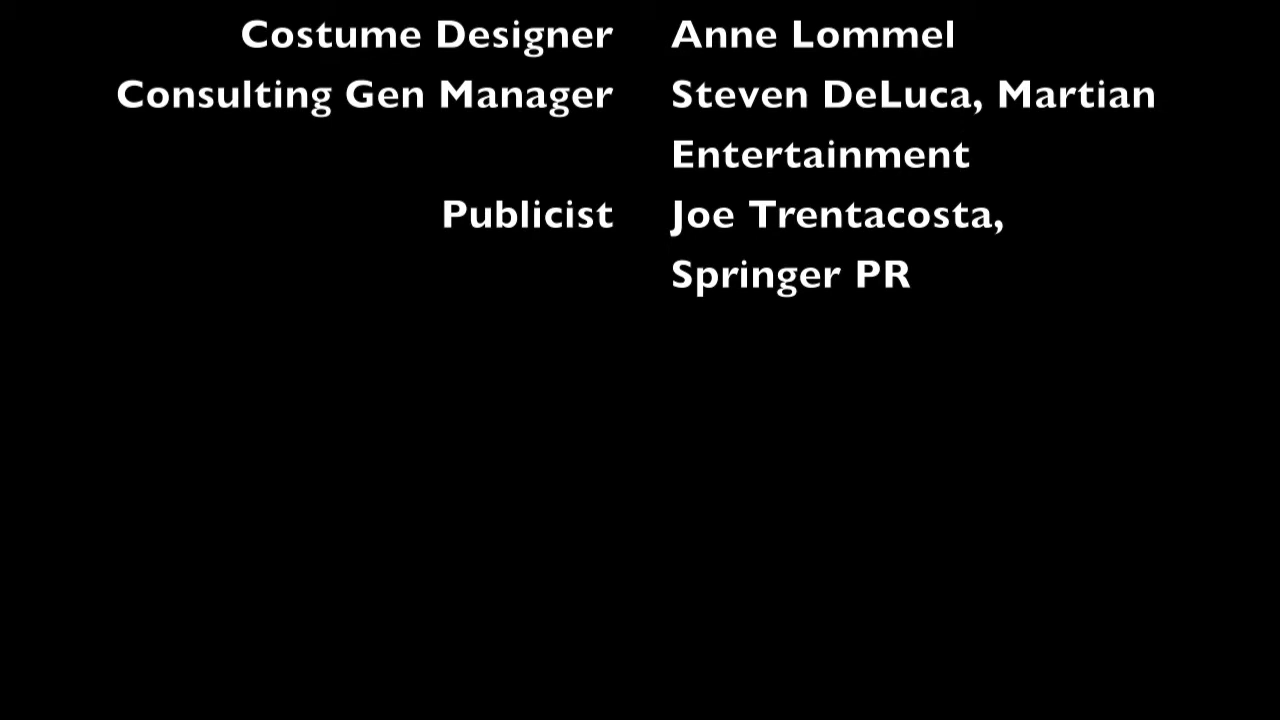 Costume Designer Anne Lommel
Consulting Gen Manager Steven DeLuca, Martian
Entertainment
Publicist Joe Trentacosta,
Springer PR